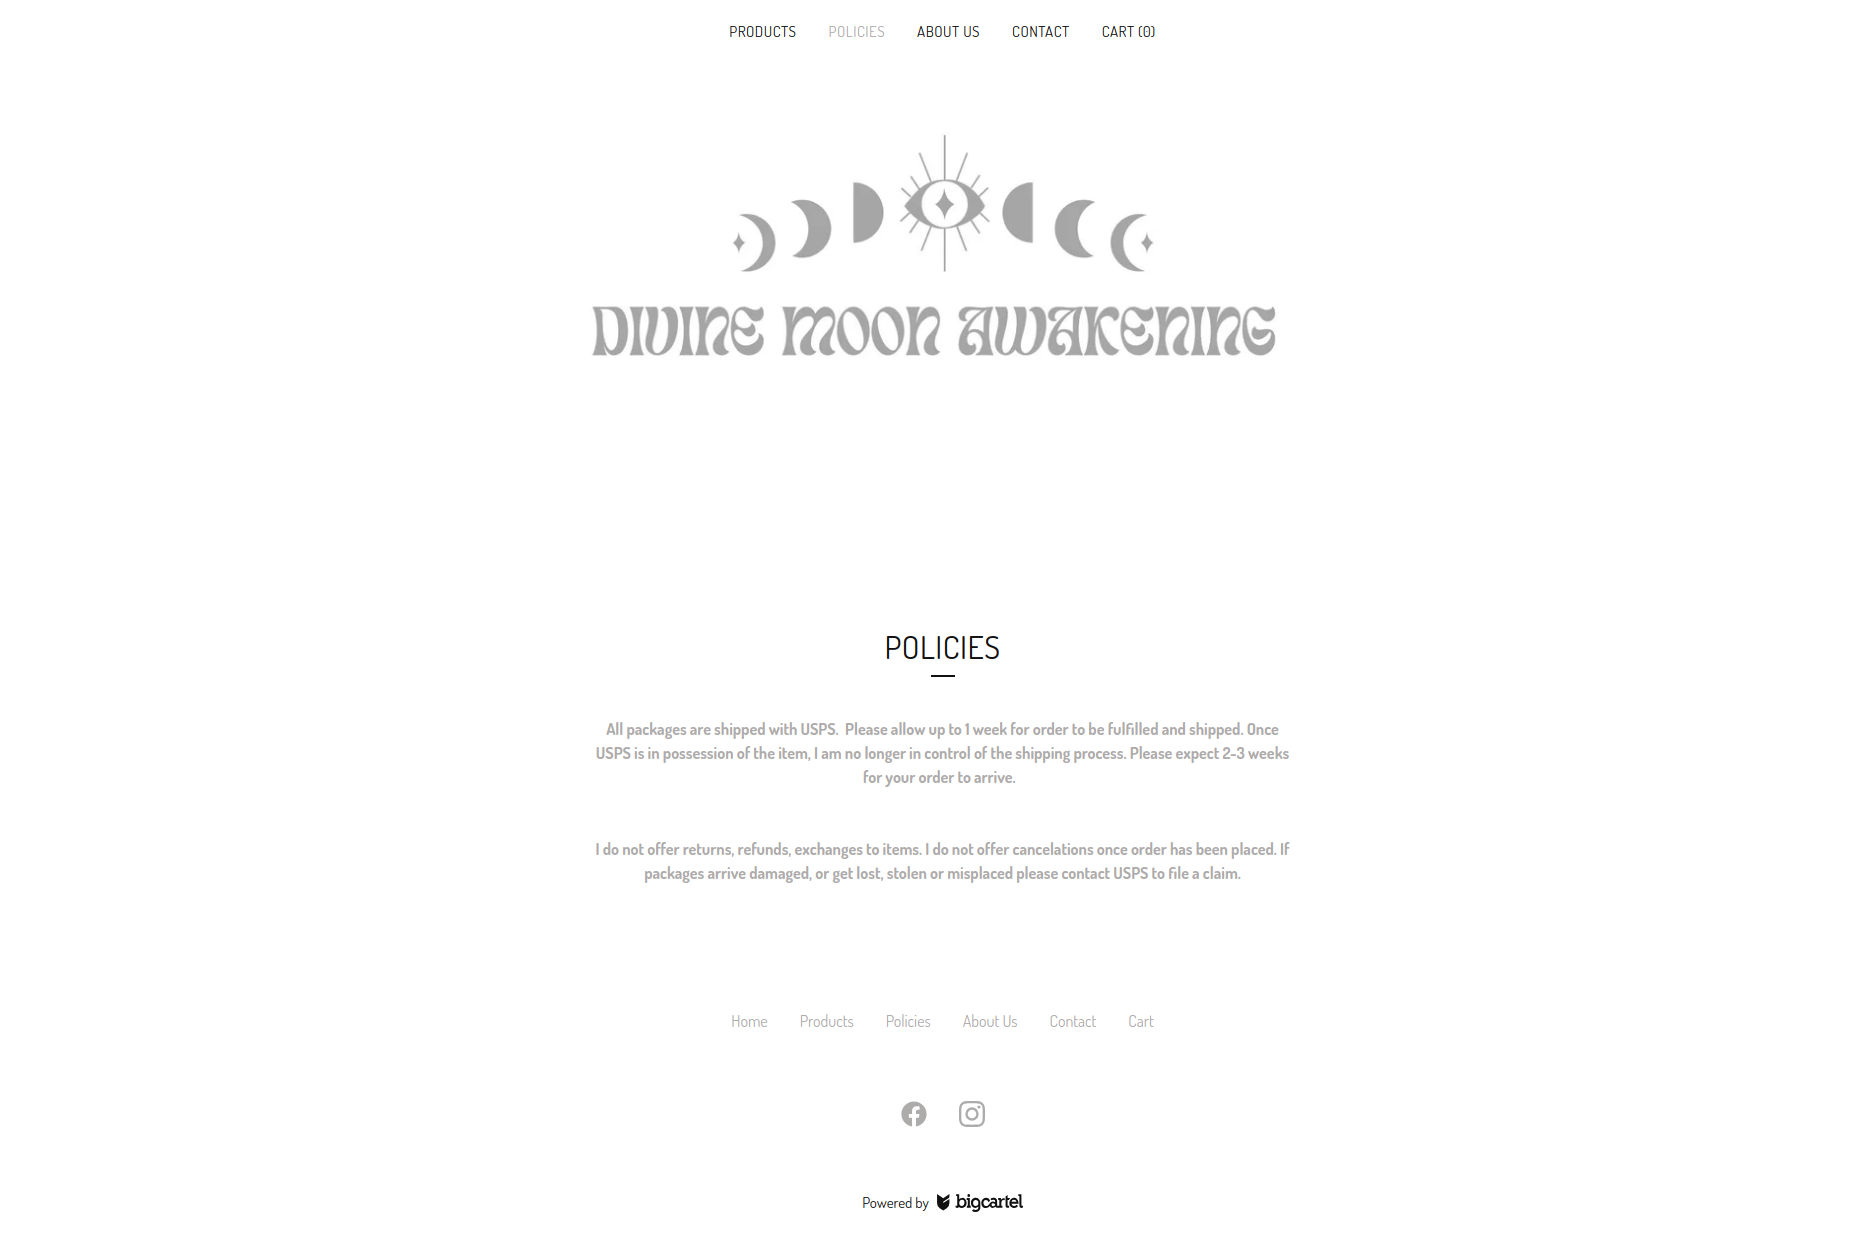 PRODUCTS POLICIES ABOUT US CONTACT CART (0)
DIVINE MOON AWAKENING
POLICIES
All packages are shipped with USPS.  Please allow up to 1 week for order to be fulfilled and shipped. Once
USPS is in possession of the item, I am no longer in control of the shipping process. Please expect 2-3 weeks
for your order to arrive.
I do not offer returns, refunds, exchanges to items. I do not offer cancelations once order has been placed. If
packages arrive damaged, or get lost, stolen or misplaced please contact USPS to file a claim.
Home Products Policies About Us Contact Cart
Powered by bigcartel